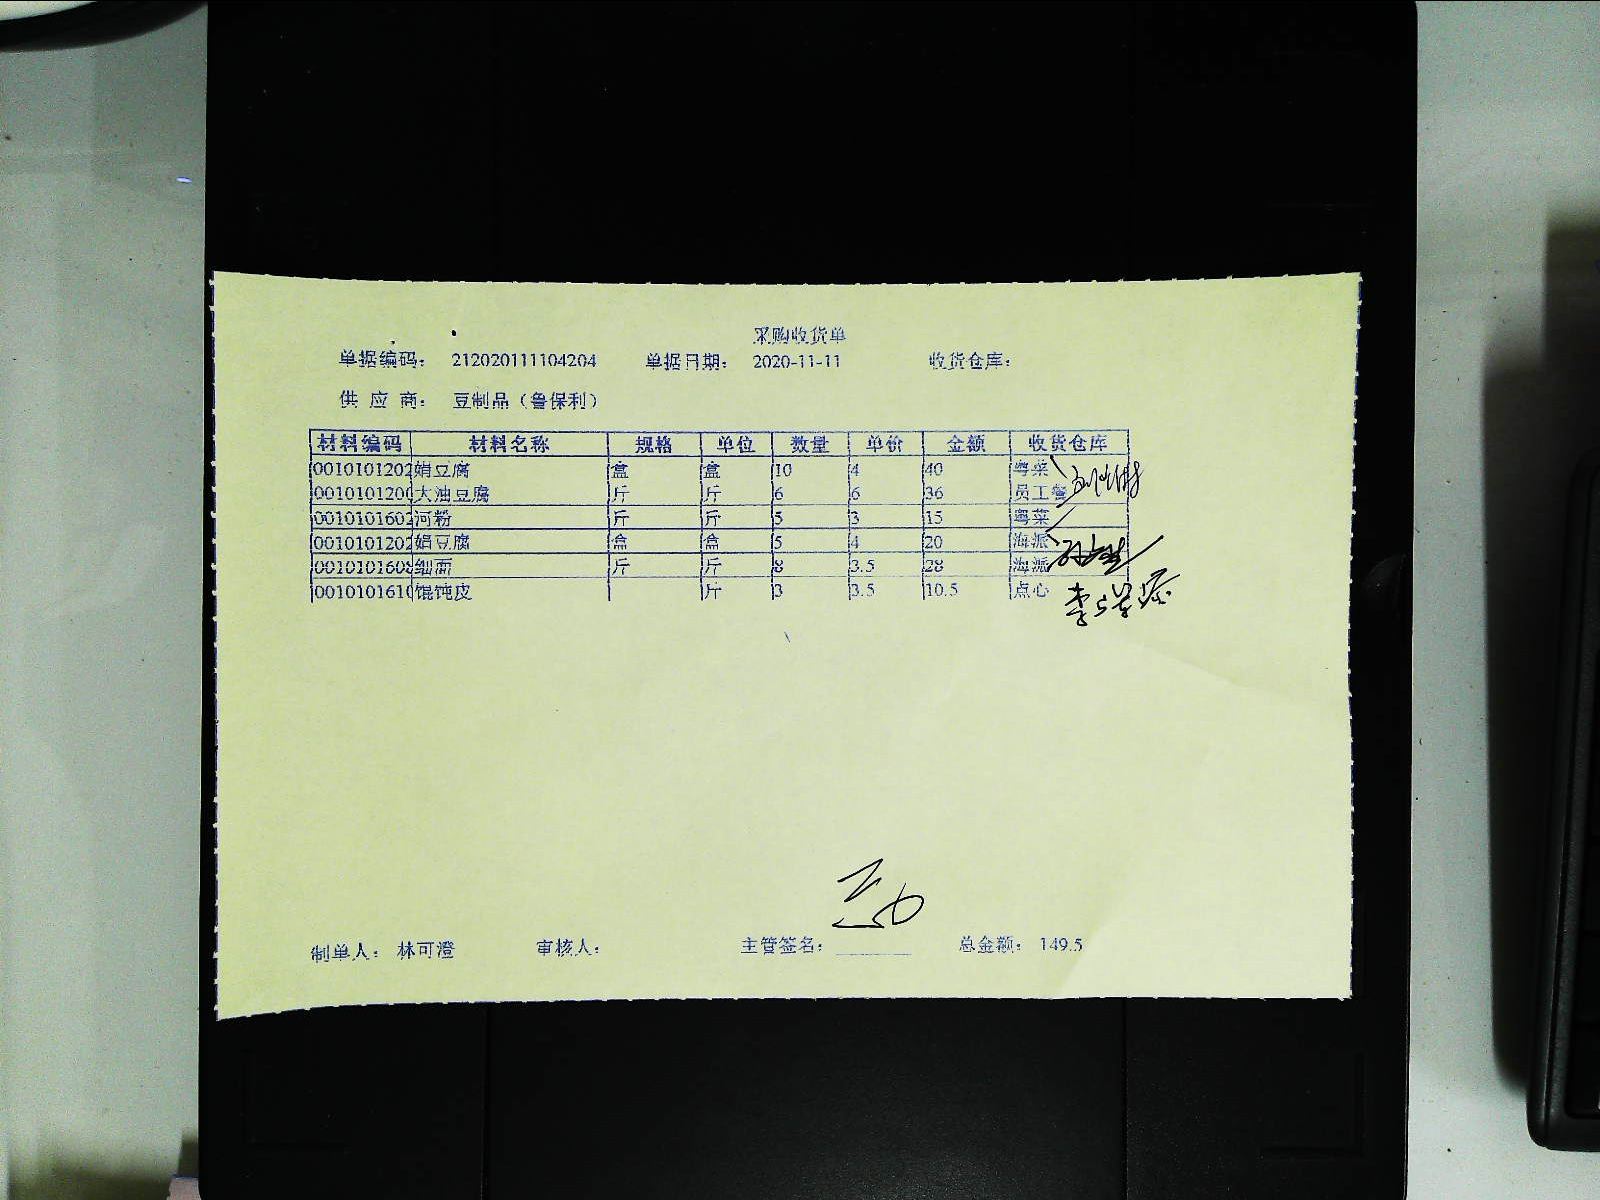 采购收货单
单据编码： 212020111104204 单据日期： 2020-11-11 收货仓库：
供 应 商： 豆制品（鲁保利）
材料编码 材料名称 规格 单位 数量 单价 金额 收货仓库
0010101202 娟豆腐 盒 盒 10 4 40 粤菜
0010101200 大油豆腐 斤 斤 6 6 36 员工餐
0010101602 河粉 斤 斤 5 3 15 粤菜
0010101202 娟豆腐 盒 盒 5 4 20 海派
0010101608 细面 斤 斤 8 3.5 28 海派
0010101610 馄饨皮 斤 3 3.5 10.5 点心
制单人： 林可澄 审核人： 主管签名： 总金额： 149.5